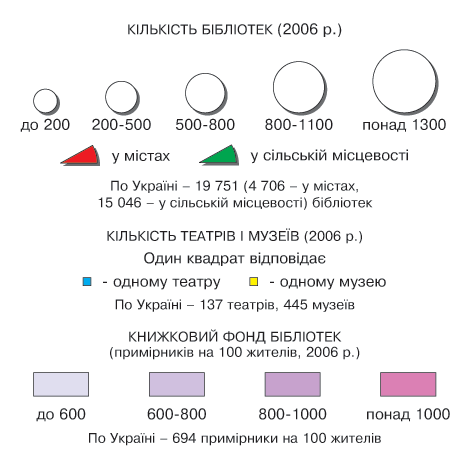 КІЛЬКІСТЬ БІБЛІОТЕК (2006 р.)
до 200 200-500 500-800 800-1100 понад 1300
у містах у сільській місцевості
По Україні – 19 751 (4 706 – у містах,
15 046 – у сільській місцевості) бібліотек
КІЛЬКІСТЬ ТЕАТРІВ І МУЗЕЇВ (2006 р.)
Один квадрат відповідає
- одному театру - одному музею
По Україні – 137 театрів, 445 музеїв
КНИЖКОВИЙ ФОНД БІБЛІОТЕК
(примірників на 100 жителів, 2006 р.)
до 600 600-800 800-1000 понад 1000
По Україні – 694 примірники на 100 жителів